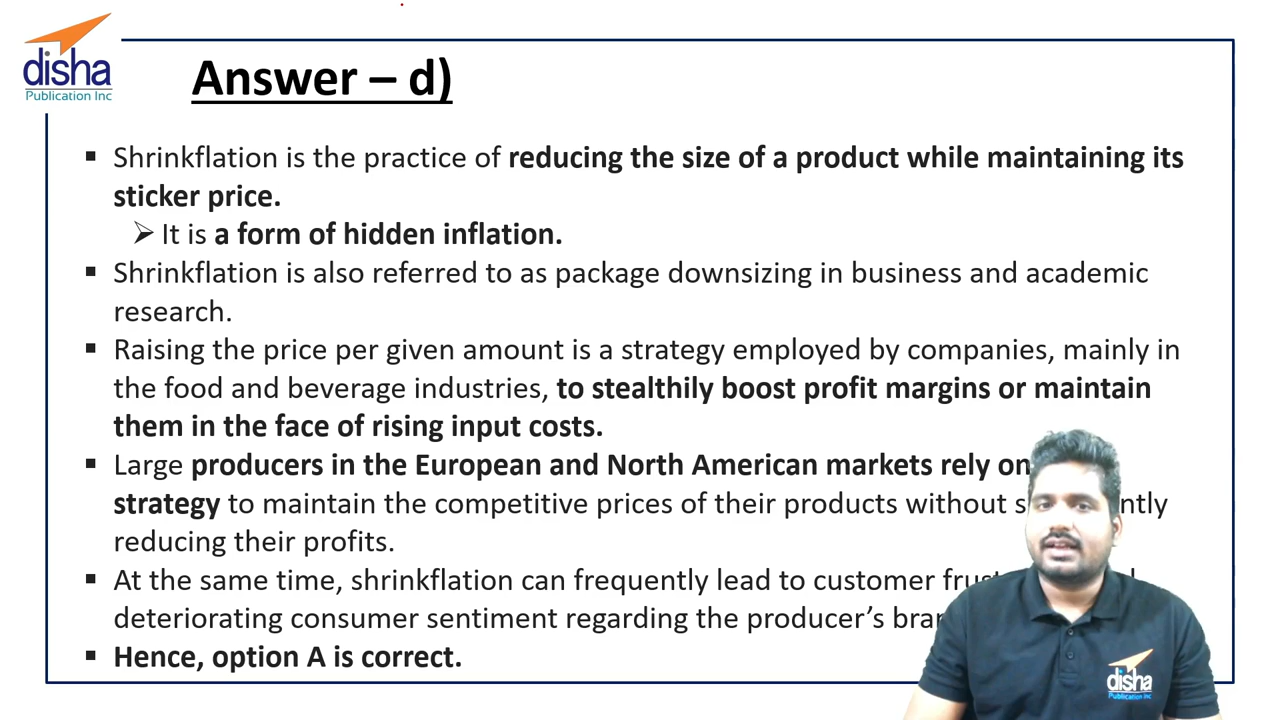 disha
Publication Inc
Answer – d)
▪ Shrinkflation is the practice of reducing the size of a product while maintaining its
sticker price.
➢ It is a form of hidden inflation.
▪ Shrinkflation is also referred to as package downsizing in business and academic
research.
▪ Raising the price per given amount is a strategy employed by companies, mainly in
the food and beverage industries, to stealthily boost profit margins or maintain
them in the face of rising input costs.
▪ Large producers in the European and North American markets rely on
strategy to maintain the competitive prices of their products without
reducing their profits.
▪ At the same time, shrinkflation can frequently lead to customer
deteriorating consumer sentiment regarding the producer’s
▪ Hence, option A is correct.
disha
Publication Inc